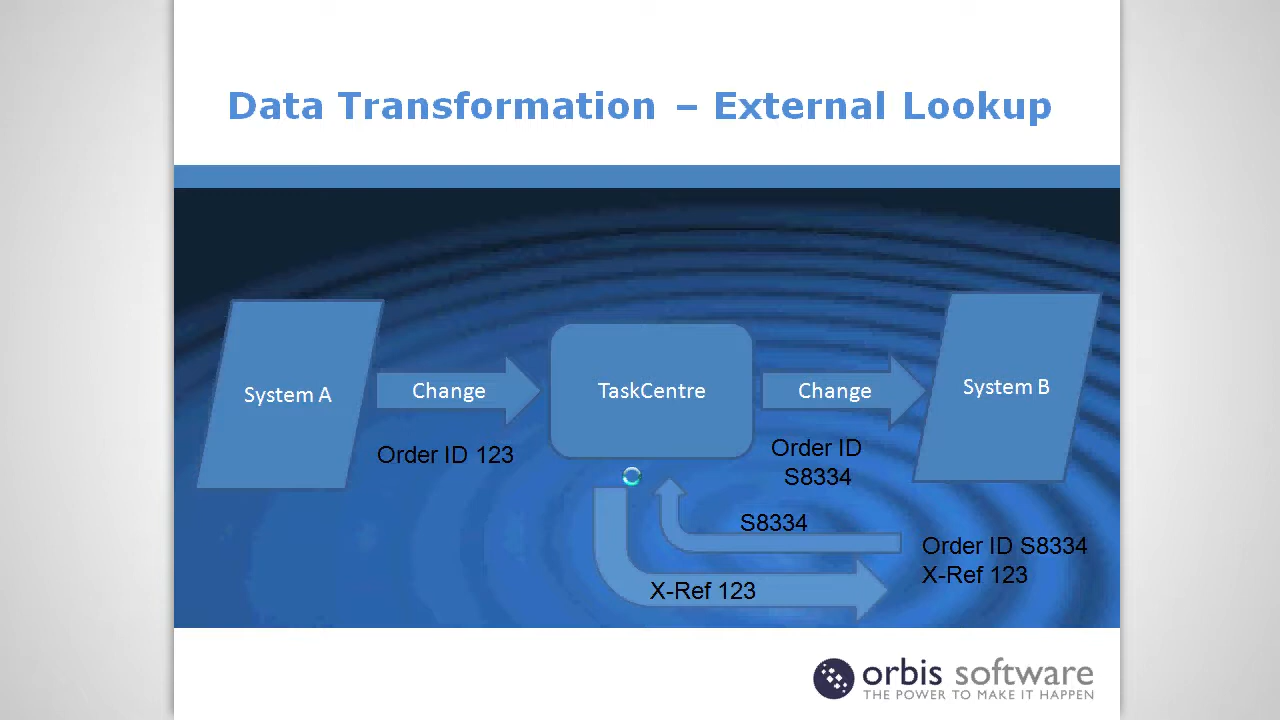 Data Transformation – External Lookup
System A
Change
TaskCentre
Change
System B
Order ID 123
Order ID
S8334
S8334
Order ID S8334
X-Ref 123
X-Ref 123
orbis software
THE POWER TO MAKE IT HAPPEN